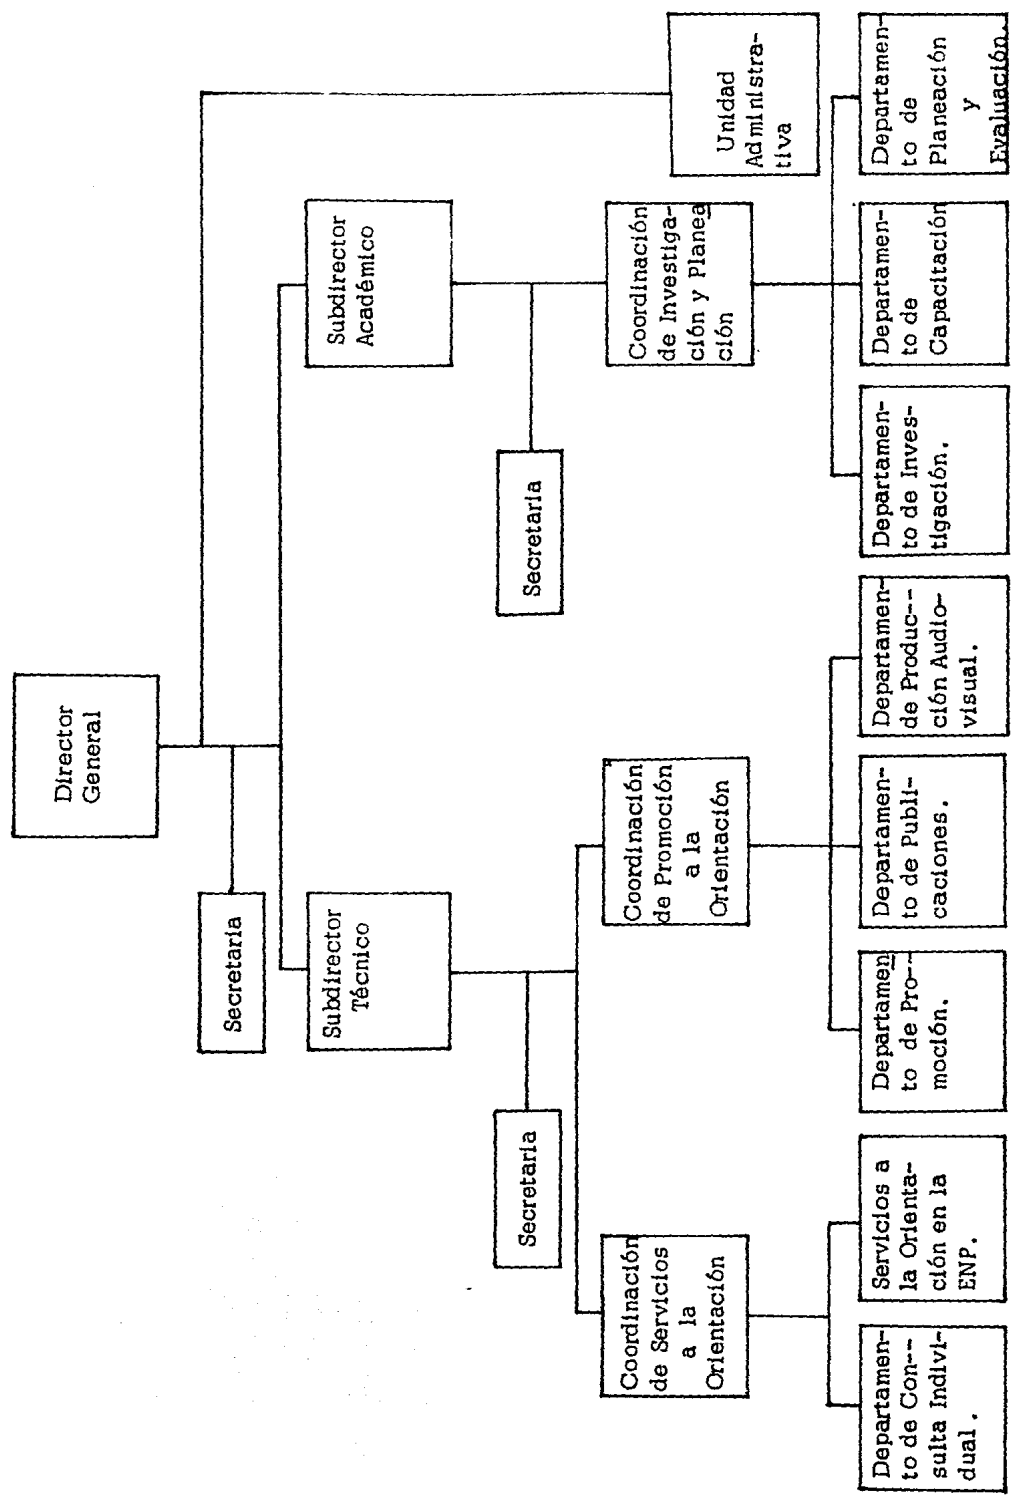 Director
General
Secretaria
Unidad
Administra-
tiva
Subdirector
Técnico
Subdirector
Académico
Secretaria
Secretaria
Coordinación
de Servicios
a la
Orientación
Coordinación
de Promoción
a la
Orientación
Coordinación
de Investiga-
ción y Planea
ción
Departamen-
to de Con--
sulta Indivi-
dual.
Servicios a
la Orienta-
ción en la
ENP.
Departamen
to de Pro--
moción.
Departamen-
to de Publi-
caciones.
Departamen-
de Produc--
ción Audio-
visual.
Departamen-
to de Inves-
tigación.
Departamen-
to de
Capacitación
Departamen-
to de
Planeación
y
Evaluación.